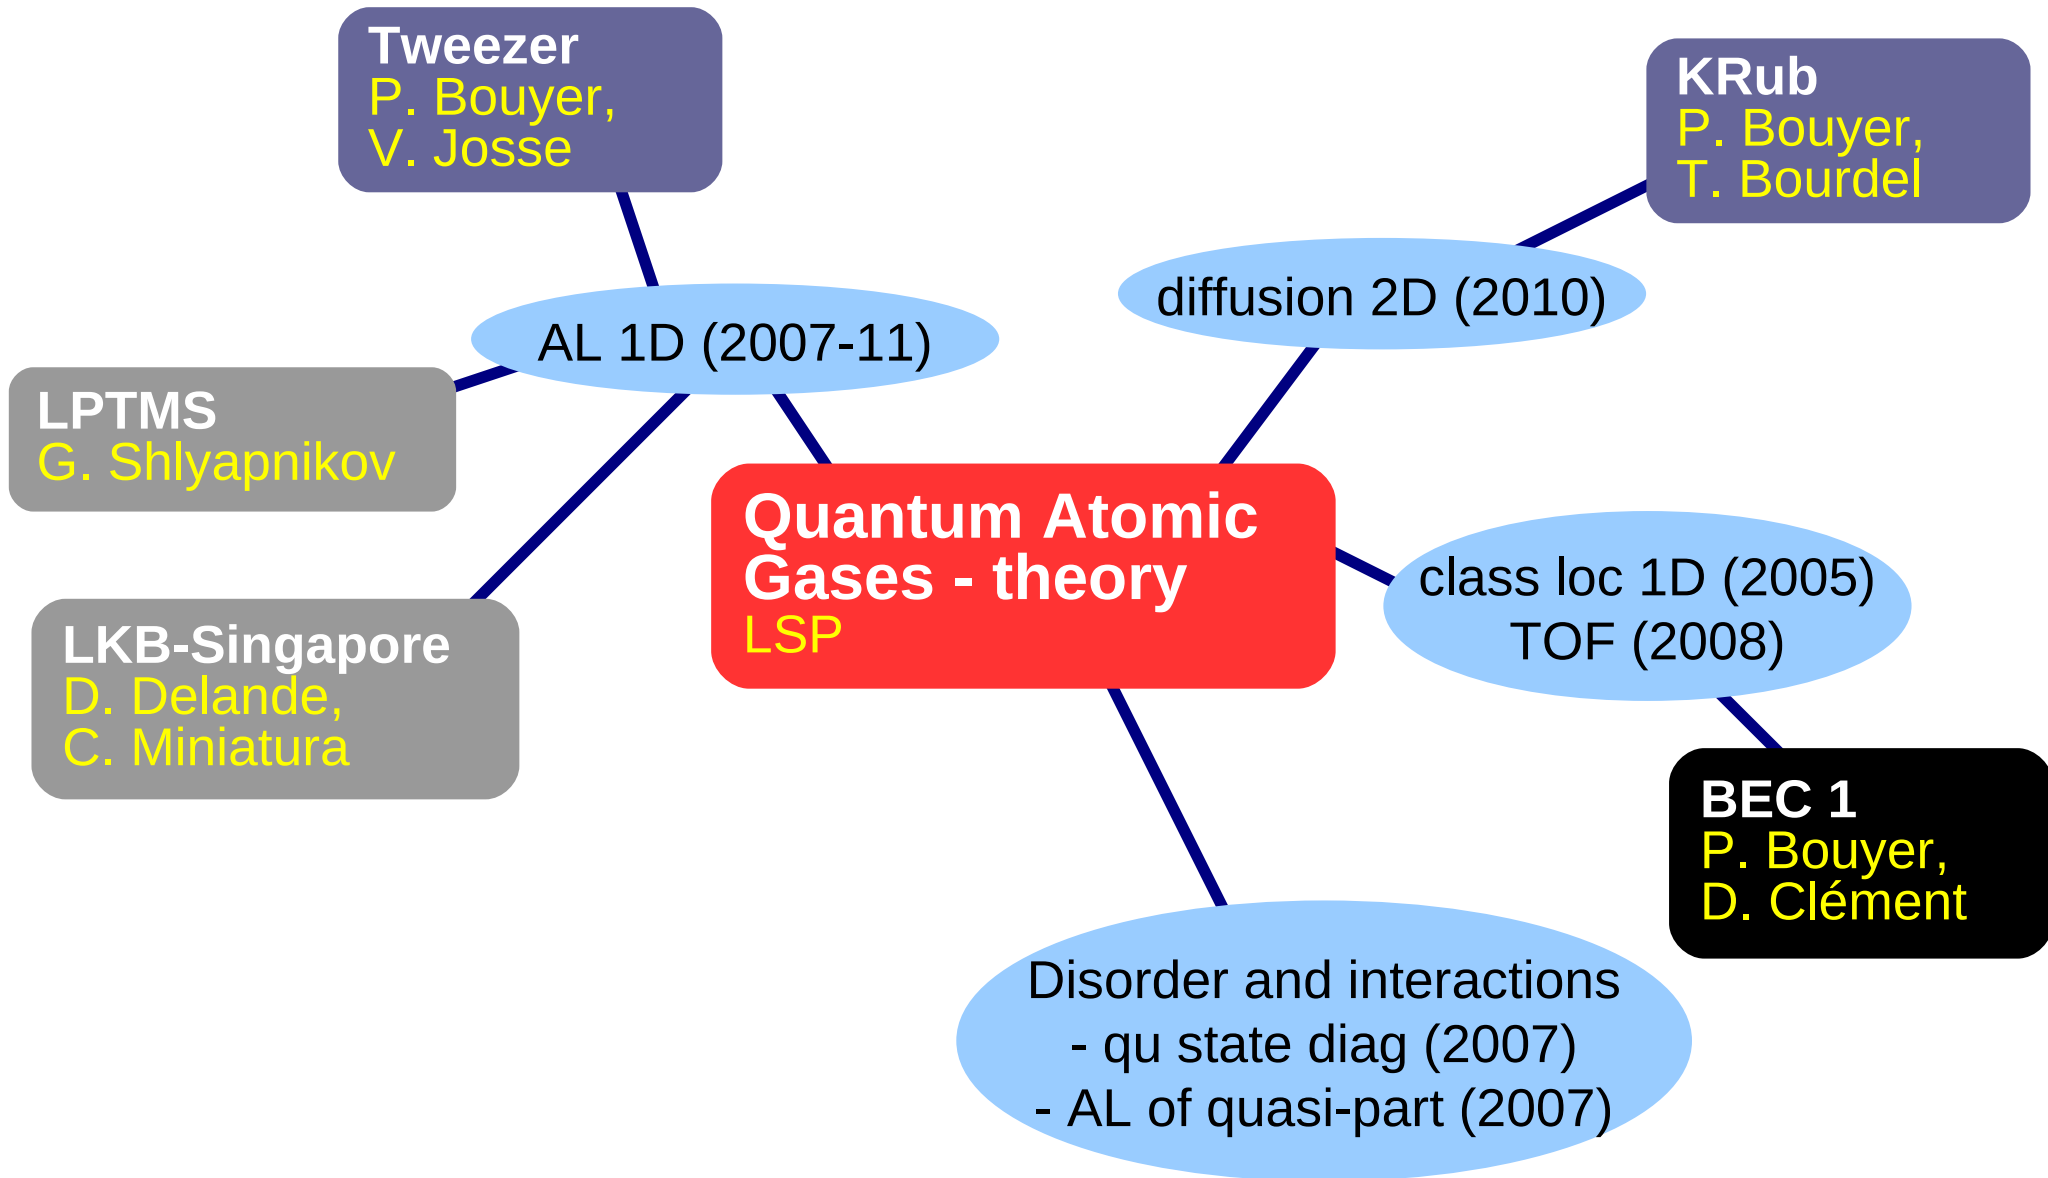 Tweezer
P. Bouyer,
V. Josse
KRub
P. Bouyer,
T. Bourdel
diffusion 2D (2010)
AL 1D (2007-11)
LPTMS
G. Shlyapnikov
Quantum Atomic
Gases - theory
LSP
class loc 1D (2005)
TOF (2008)
LKB-Singapore
D. Delande,
C. Miniatura
BEC 1
P. Bouyer,
D. Clément
Disorder and interactions
- qu state diag (2007)
- AL of quasi-part (2007)